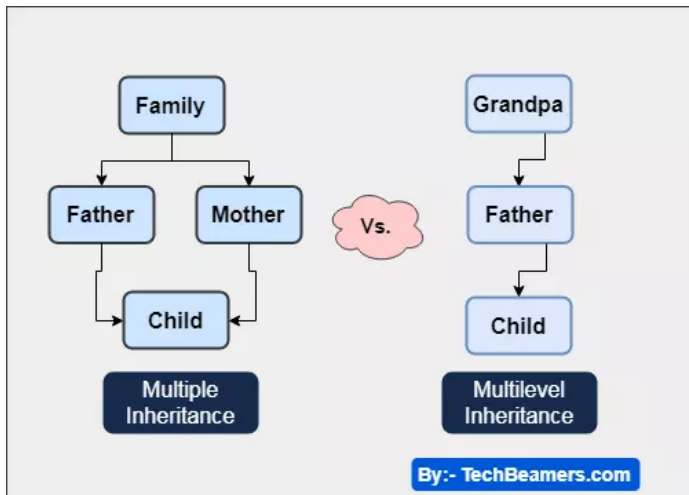 Family
Father
Mother
Child
Multiple
Inheritance
Vs.
Grandpa
Father
Child
Multilevel
Inheritance
By:- TechBeamers.com